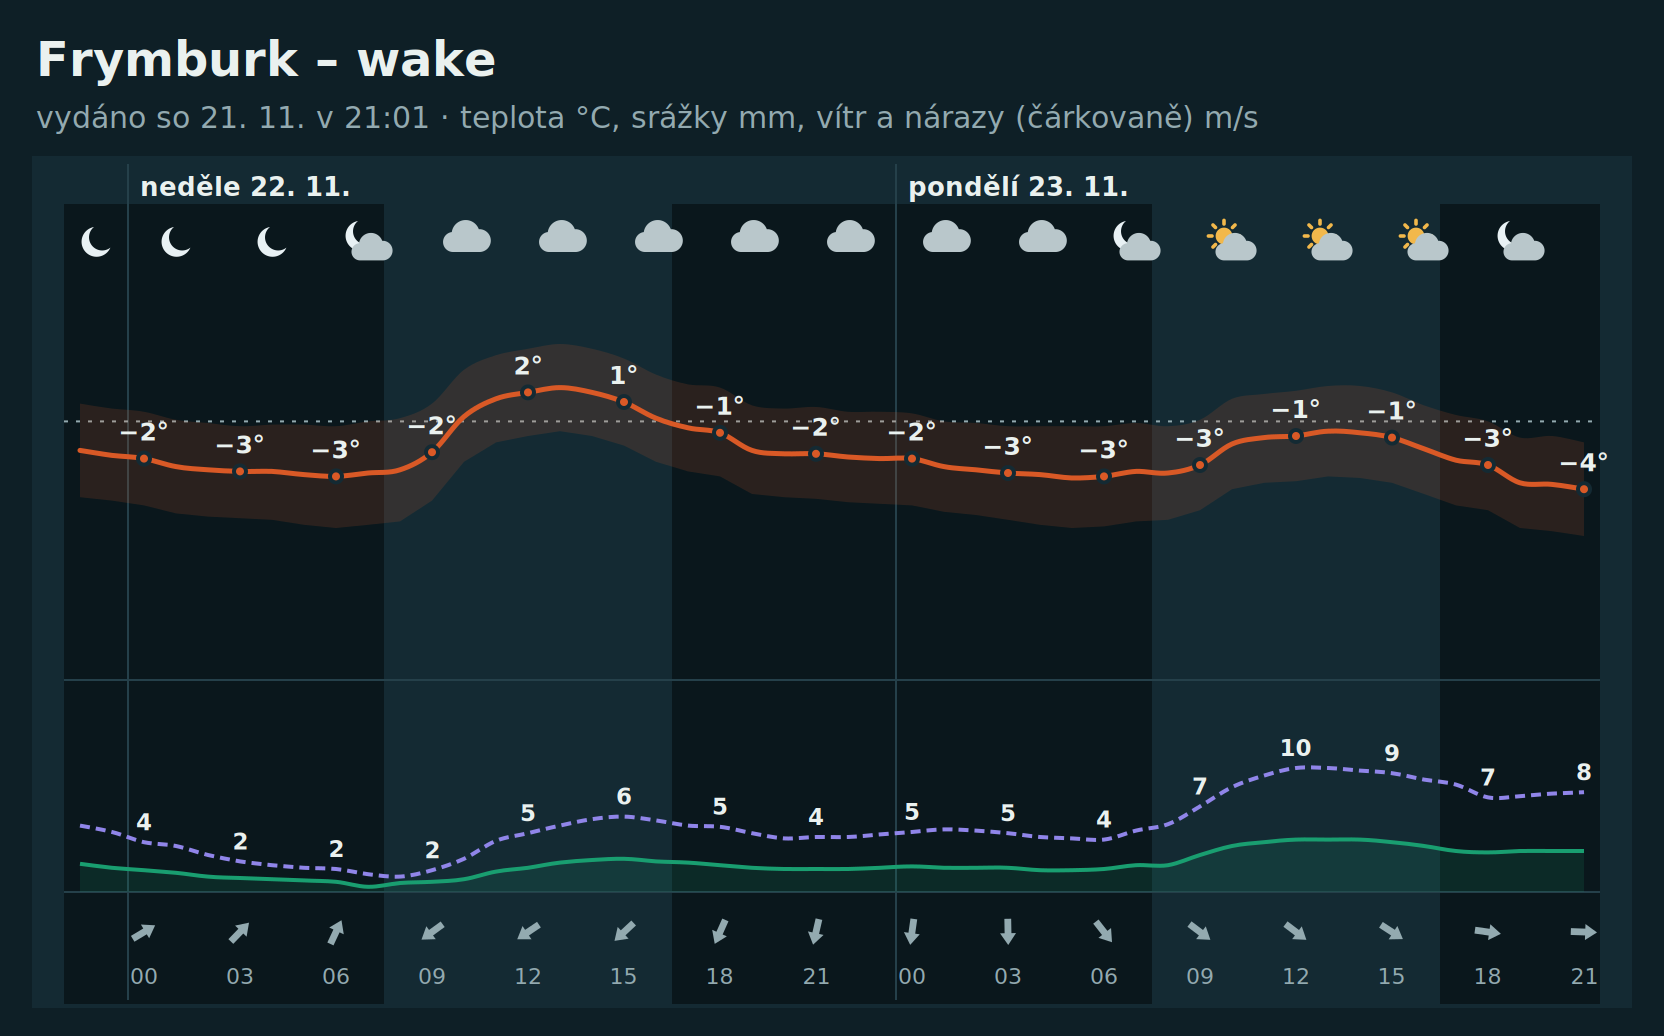 Frymburk – wake
vydáno so 21. 11. v 21:01 · teplota °C, srážky mm, vítr a nárazy (čárkovaně) m/s
neděle 22. 11. pondělí 23. 11.
−2° −3° −3° −2° 2° 1° −1° −2° −2° −3° −3° −3° −1° −1° −3° −4°
4 2 2 2 5 6 5 4 5 5 4 7 10 9 7 8
00 03 06 09 12 15 18 21 00 03 06 09 12 15 18 21